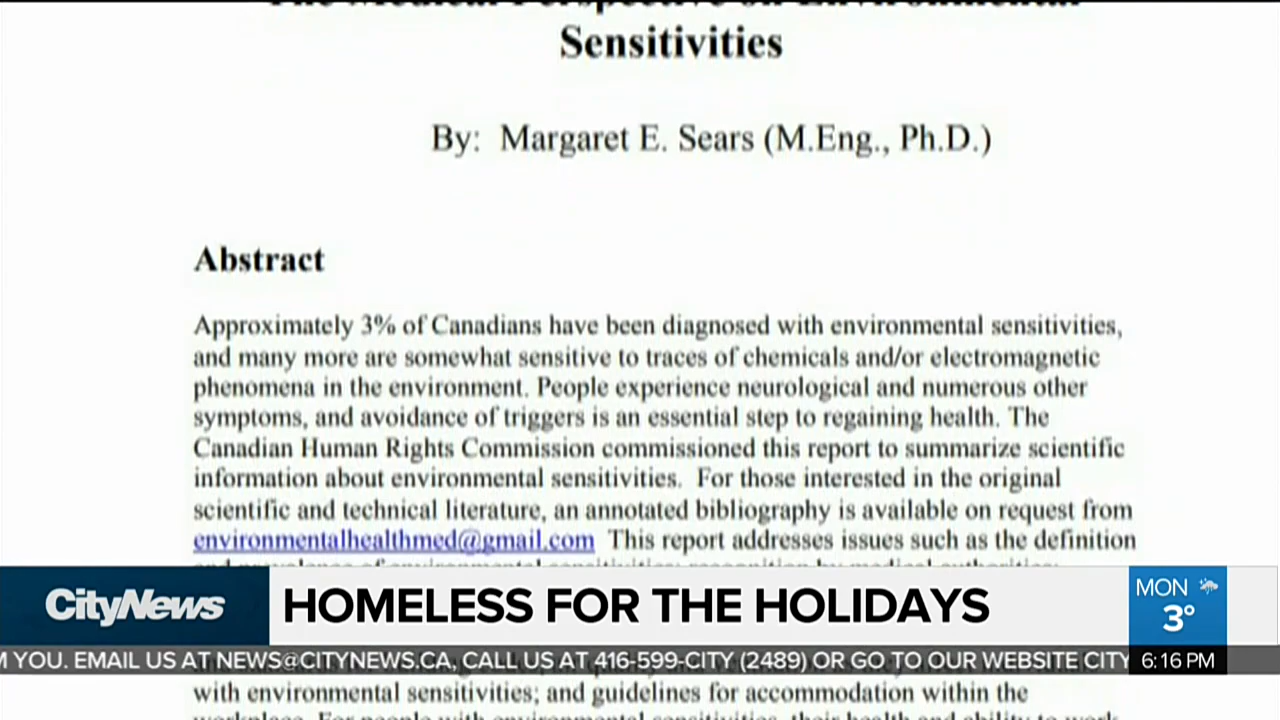 The Medical Perspective on Environmental
Sensitivities
By: Margaret E. Sears (M.Eng., Ph.D.)
Abstract
Approximately 3% of Canadians have been diagnosed with environmental sensitivities,
and many more are somewhat sensitive to traces of chemicals and/or electromagnetic
phenomena in the environment. People experience neurological and numerous other
symptoms, and avoidance of triggers is an essential step to regaining health. The
Canadian Human Rights Commission commissioned this report to summarize scientific
information about environmental sensitivities. For those interested in the original
scientific and technical literature, an annotated bibliography is available on request from
environmentalhealthmed@gmail.com This report addresses issues such as the definition
CityNews
HOMELESS FOR THE HOLIDAYS
MON
3°
M YOU. EMAIL US AT NEWS@CITYNEWS.CA, CALL US AT 416-599-CITY (2489) OR GO TO OUR WEBSITE CITY
6:16 PM
with environmental sensitivities; and guidelines for accommodation within the